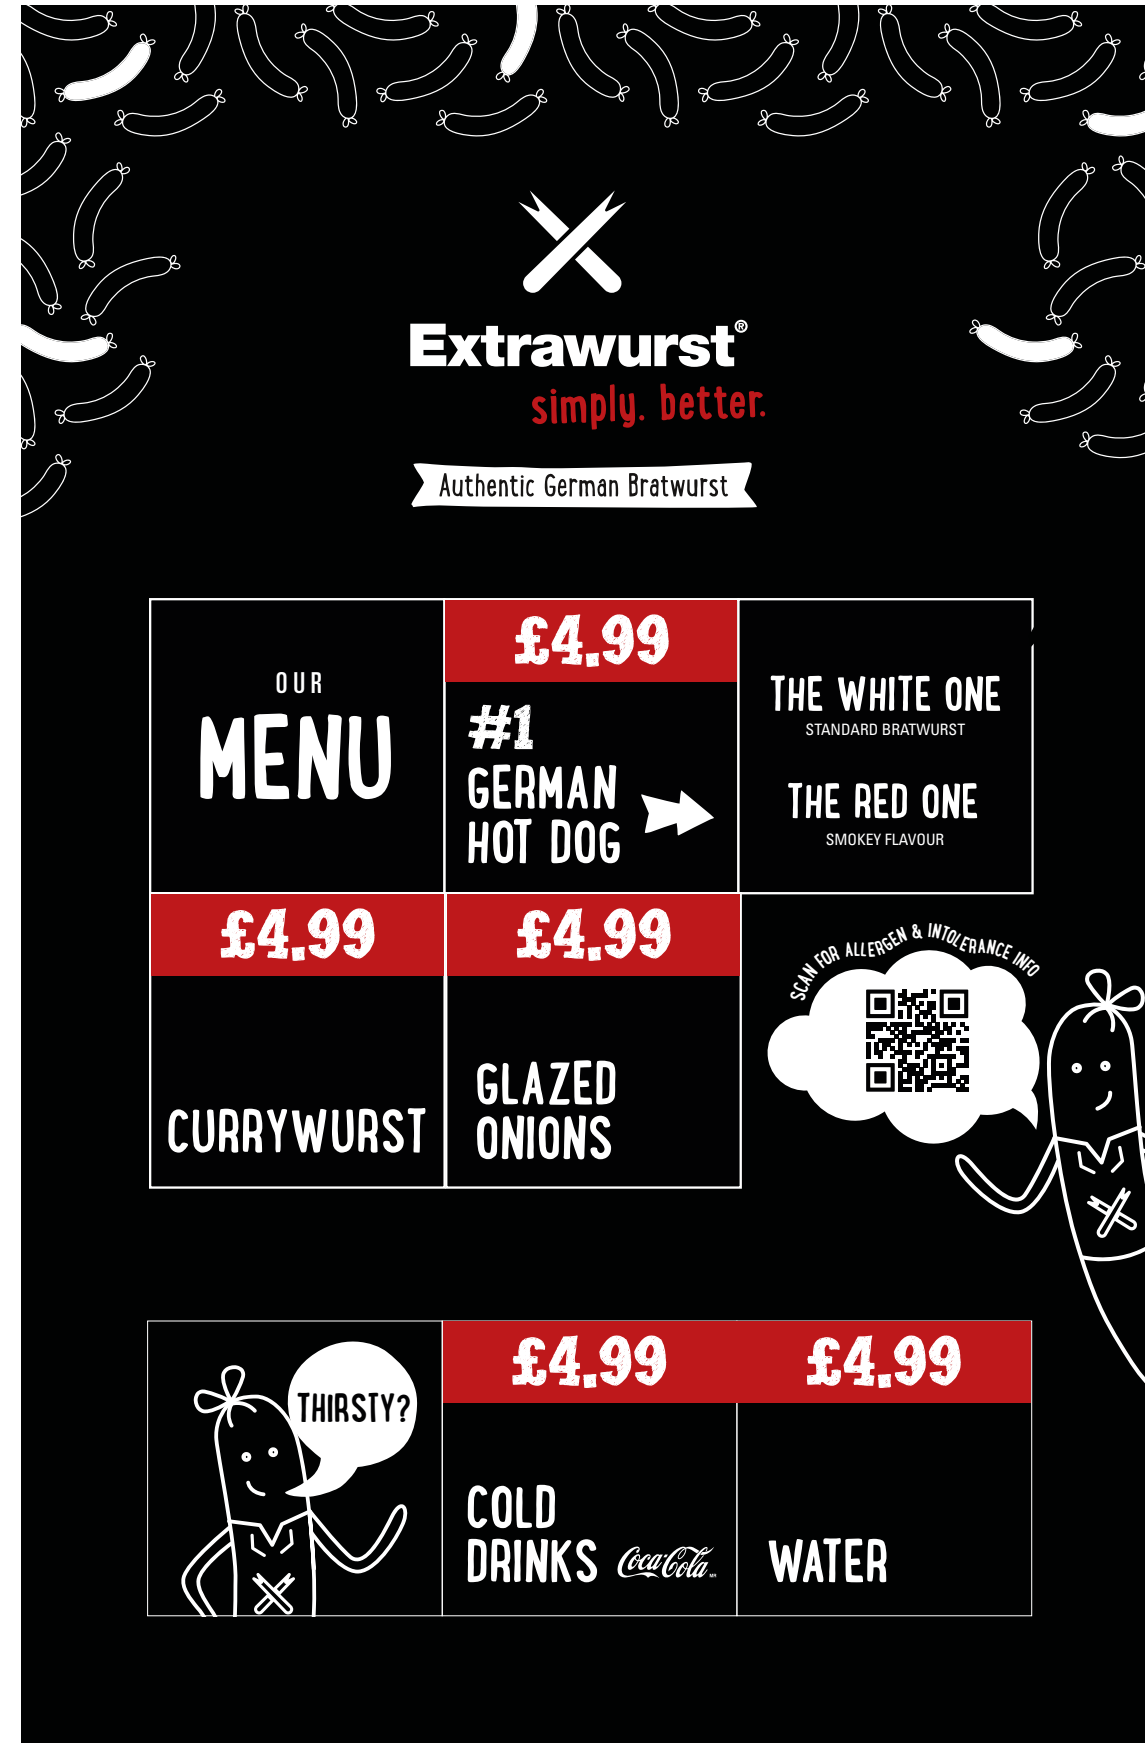 Extrawurst®
simply. better.
Authentic German Bratwurst
OUR
MENU
£4.99
#1
GERMAN
HOT DOG
THE WHITE ONE
STANDARD BRATWURST
THE RED ONE
SMOKEY FLAVOUR
£4.99
CURRYWURST
£4.99
GLAZED
ONIONS
SCAN FOR ALLERGEN & INTOLERANCE INFO
THIRSTY?
£4.99
COLD
DRINKS Coca-Cola
£4.99
WATER